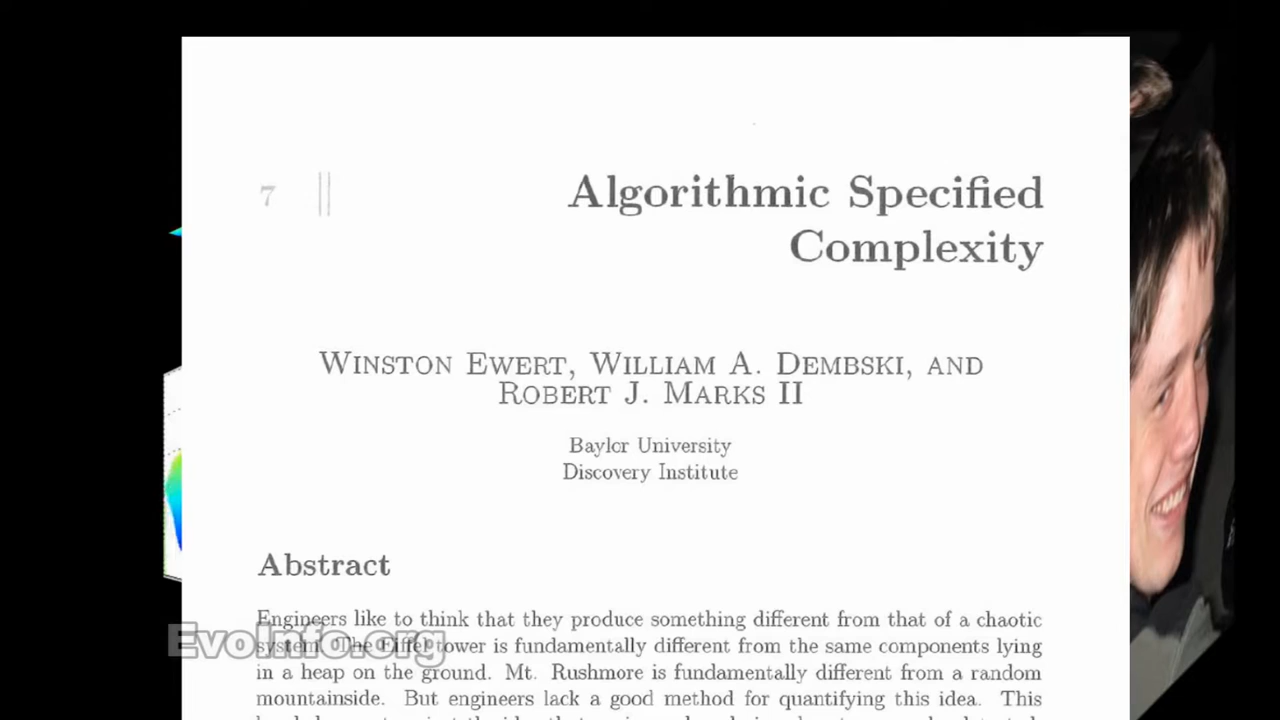 7
Algorithmic Specified
Complexity
WINSTON EWERT, WILLIAM A. DEMBSKI, AND
ROBERT J. MARKS II
Baylor University
Discovery Institute
Abstract
Engineers like to think that they produce something different from that of a chaotic
system. The Eiffel tower is fundamentally different from the same components lying
in a heap on the ground. Mt. Rushmore is fundamentally different from a random
mountainside. But engineers lack a good method for quantifying this idea. This
EvoInfo.org